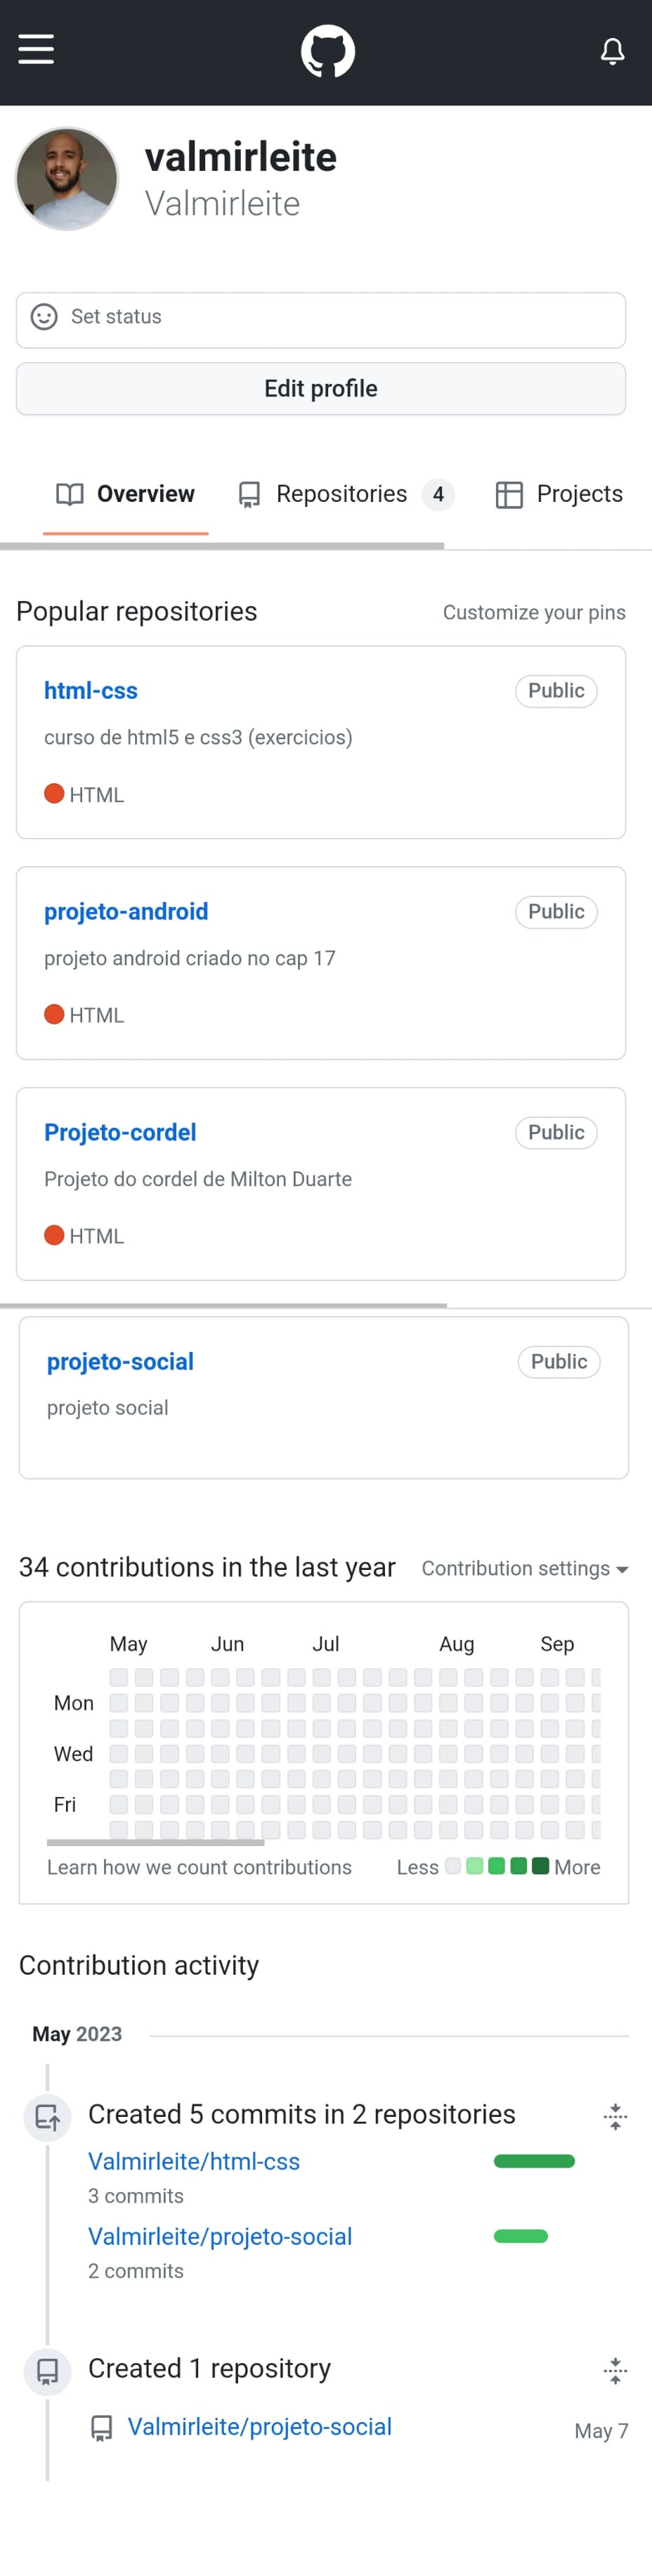 valmirleite
Valmirleite
Set status
Edit profile
Overview Repositories 4 Projects
Popular repositories Customize your pins
html-css Public
curso de html5 e css3 (exercicios)
HTML
projeto-android Public
projeto android criado no cap 17
HTML
Projeto-cordel Public
Projeto do cordel de Milton Duarte
HTML
projeto-social Public
projeto social
34 contributions in the last year Contribution settings
May Jun Jul Aug Sep
Mon
Wed
Fri
Learn how we count contributions Less More
Contribution activity
May 2023
Created 5 commits in 2 repositories
Valmirleite/html-css
3 commits
Valmirleite/projeto-social
2 commits
Created 1 repository
Valmirleite/projeto-social May 7